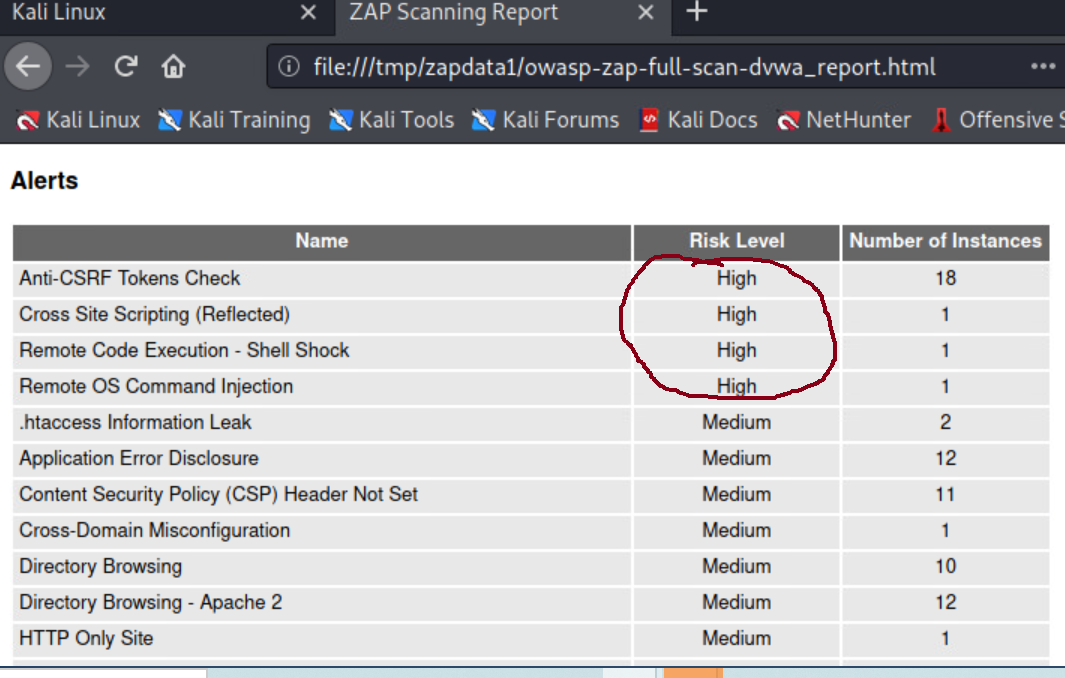 Kali Linux ZAP Scanning Report
file:///tmp/zapdata1/owasp-zap-full-scan-dvwa_report.html
Kali Linux Kali Training Kali Tools Kali Forums Kali Docs NetHunter Offensive S
Alerts
Name Risk Level Number of Instances
Anti-CSRF Tokens Check High 18
Cross Site Scripting (Reflected) High 1
Remote Code Execution - Shell Shock High 1
Remote OS Command Injection High 1
.htaccess Information Leak Medium 2
Application Error Disclosure Medium 12
Content Security Policy (CSP) Header Not Set Medium 11
Cross-Domain Misconfiguration Medium 1
Directory Browsing Medium 10
Directory Browsing - Apache 2 Medium 12
HTTP Only Site Medium 1